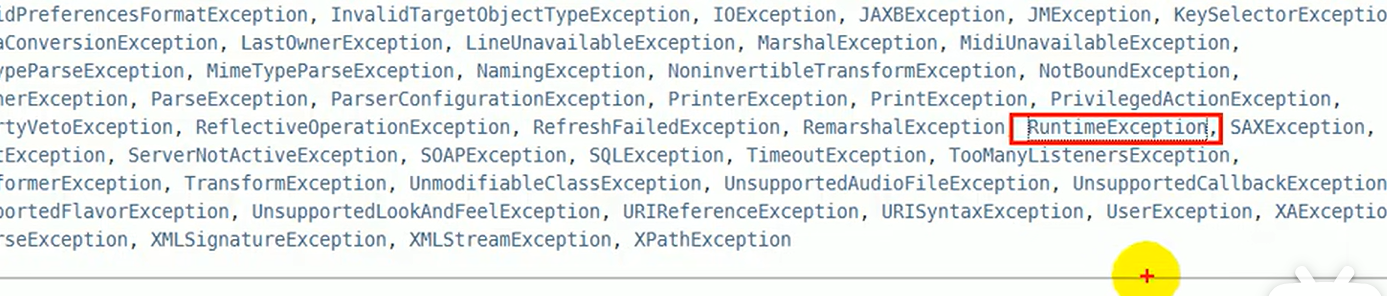 idPreferencesFormatException, InvalidTargetObjectTypeException, IOException, JAXBException, JMException, KeySelectorExceptio
aConversionException, LastOwnerException, LineUnavailableException, MarshalException, MidiUnavailableException,
ypeParseException, MimeTypeParseException, NamingException, NoninvertibleTransformException, NotBoundException,
nerException, ParseException, ParserConfigurationException, PrinterException, PrintException, PrivilegedActionException,
rtyVetoException, ReflectiveOperationException, RefreshFailedException, RemarshalException, RuntimeException, SAXException,
tException, ServerNotActiveException, SOAPException, SQLException, TimeoutException, TooManyListenersException,
formerException, TransformException, UnmodifiableClassException, UnsupportedAudioFileException, UnsupportedCallbackException
portedFlavorException, UnsupportedLookAndFeelException, URIReferenceException, URISyntaxException, UserException, XAExceptio
rseException, XMLSignatureException, XMLStreamException, XPathException